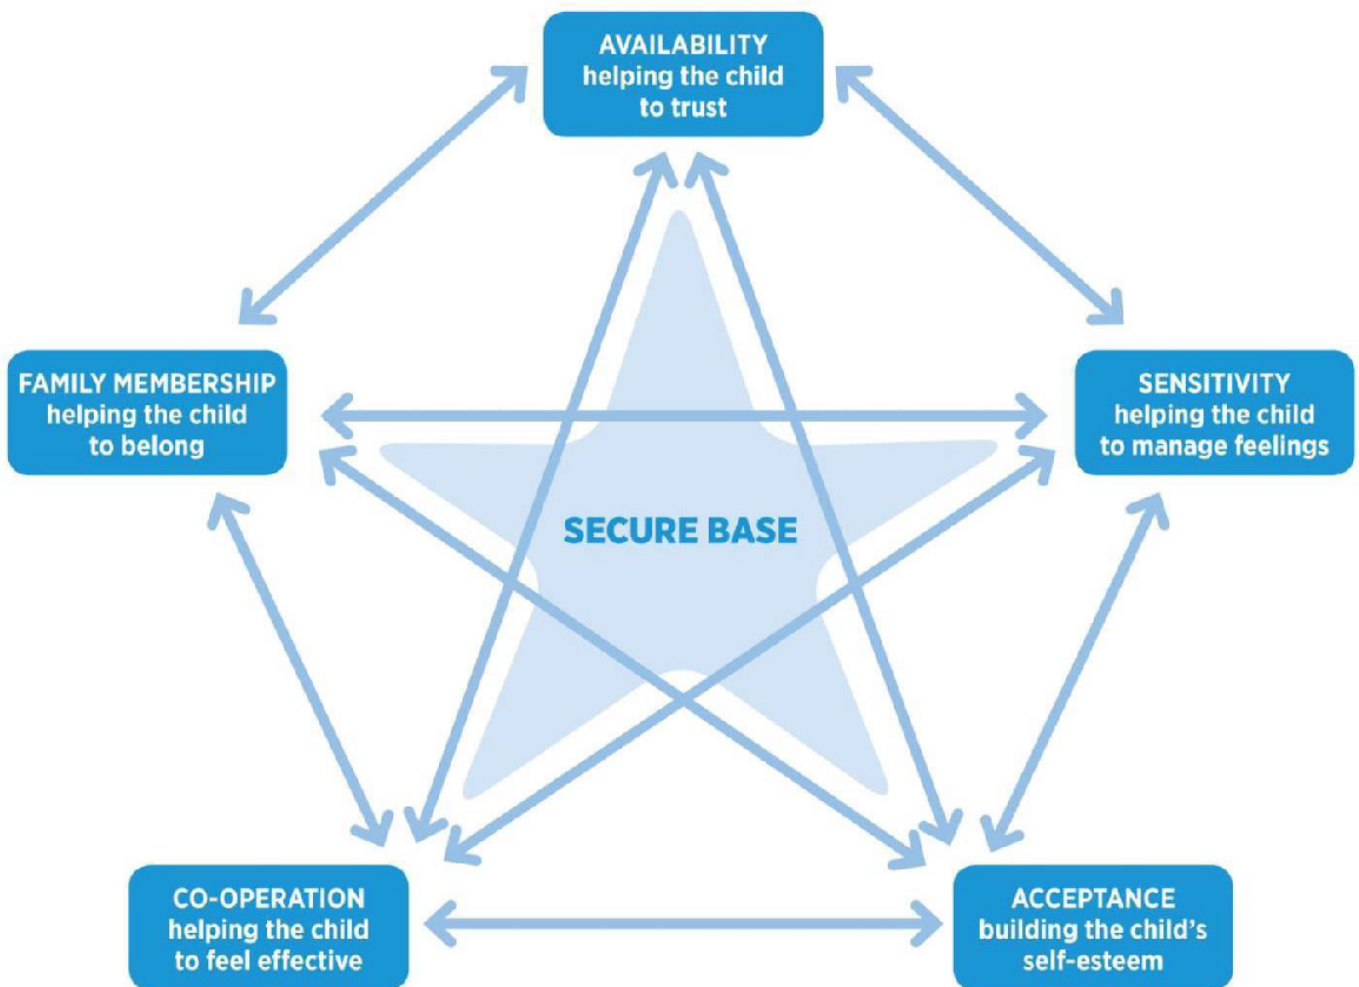 AVAILABILITY
helping the child
to trust
FAMILY MEMBERSHIP
helping the child
to belong
SENSITIVITY
helping the child
to manage feelings
SECURE BASE
CO-OPERATION
helping the child
to feel effective
ACCEPTANCE
building the child's
self-esteem